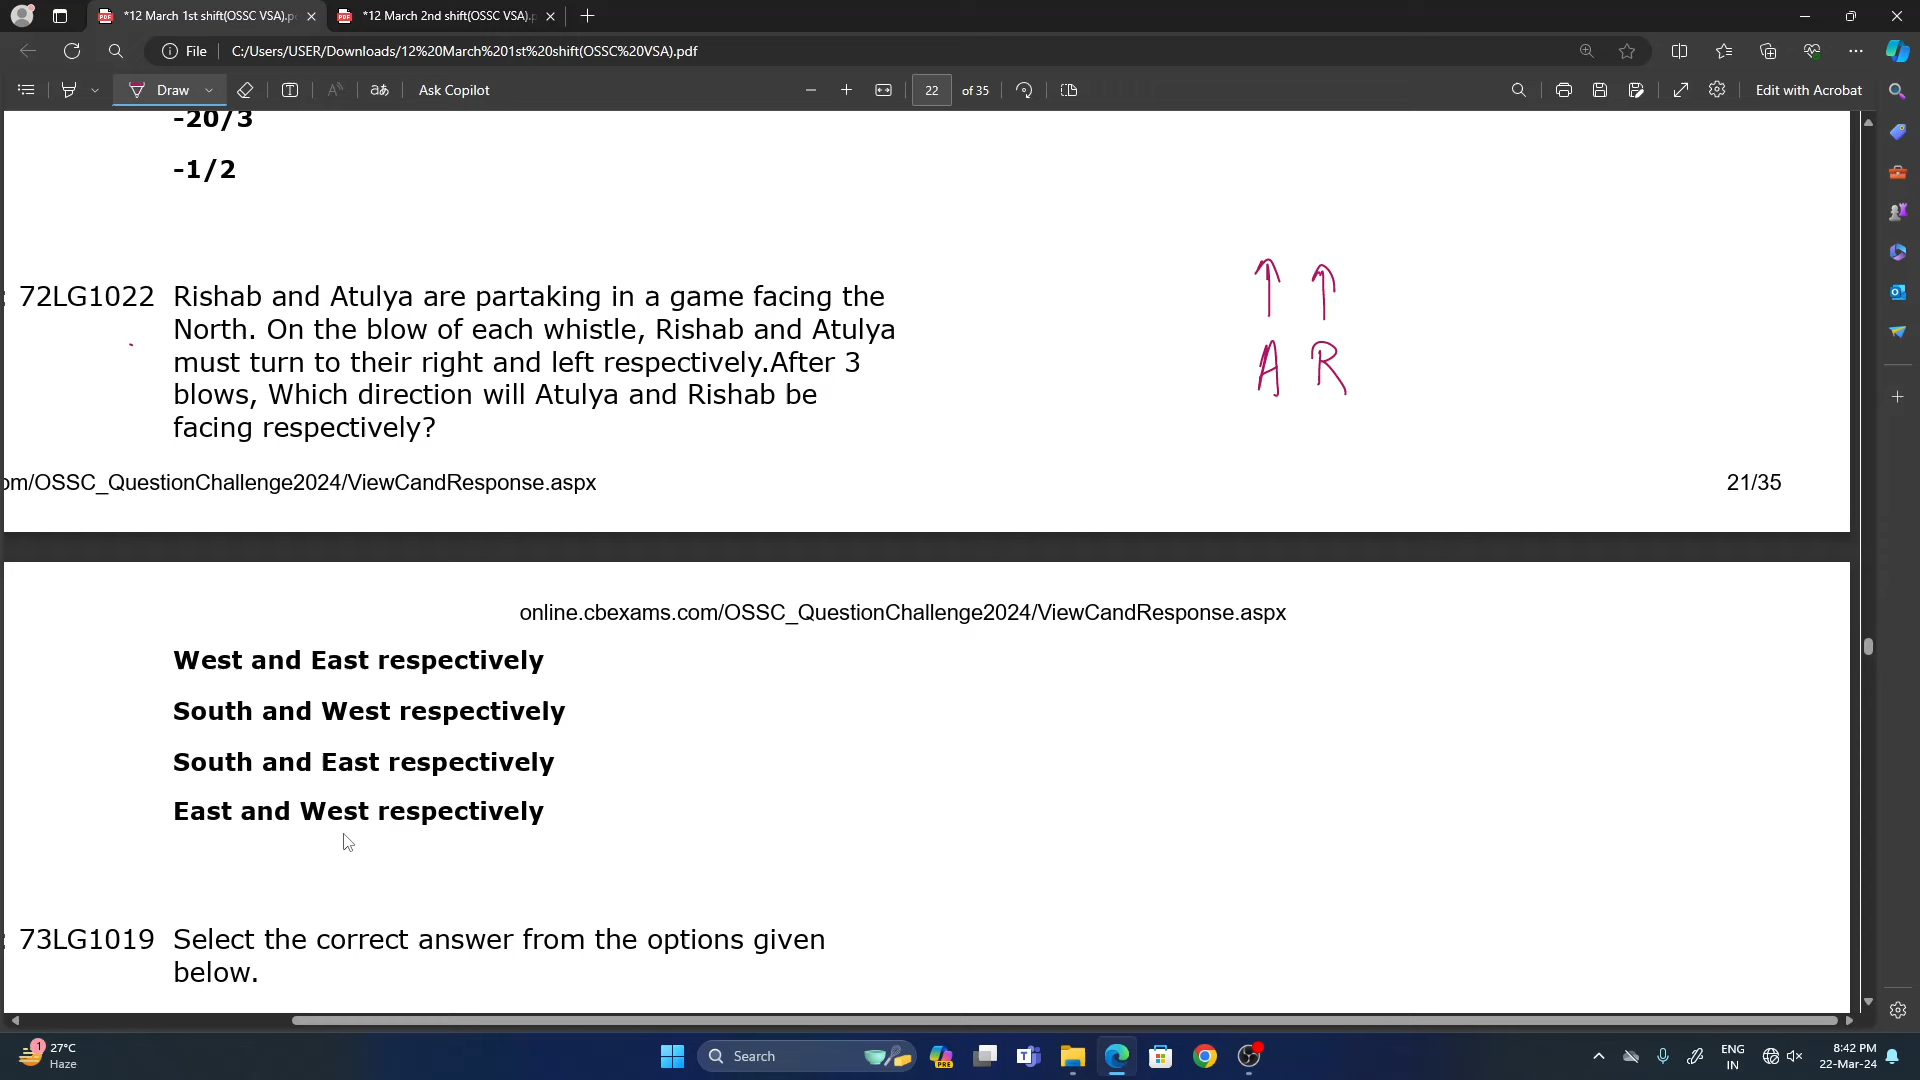 *12 March 1st shift(OSSC VSA).p
*12 March 2nd shift(OSSC VSA).p
File
C:/Users/USER/Downloads/12%20March%201st%20shift(OSSC%20VSA).pdf
Draw
aあ
Ask Copilot
22
of 35
Edit with Acrobat
-20/3
-1/2
72LG1022 Rishab and Atulya are partaking in a game facing the
North. On the blow of each whistle, Rishab and Atulya
must turn to their right and left respectively.After 3
blows, Which direction will Atulya and Rishab be
facing respectively?
A R
om/OSSC_QuestionChallenge2024/ViewCandResponse.aspx
21/35
online.cbexams.com/OSSC_QuestionChallenge2024/ViewCandResponse.aspx
West and East respectively
South and West respectively
South and East respectively
East and West respectively
73LG1019 Select the correct answer from the options given
below.
1
27°C
Haze
Search
PRE
ENG
IN
8:42 PM
22-Mar-24